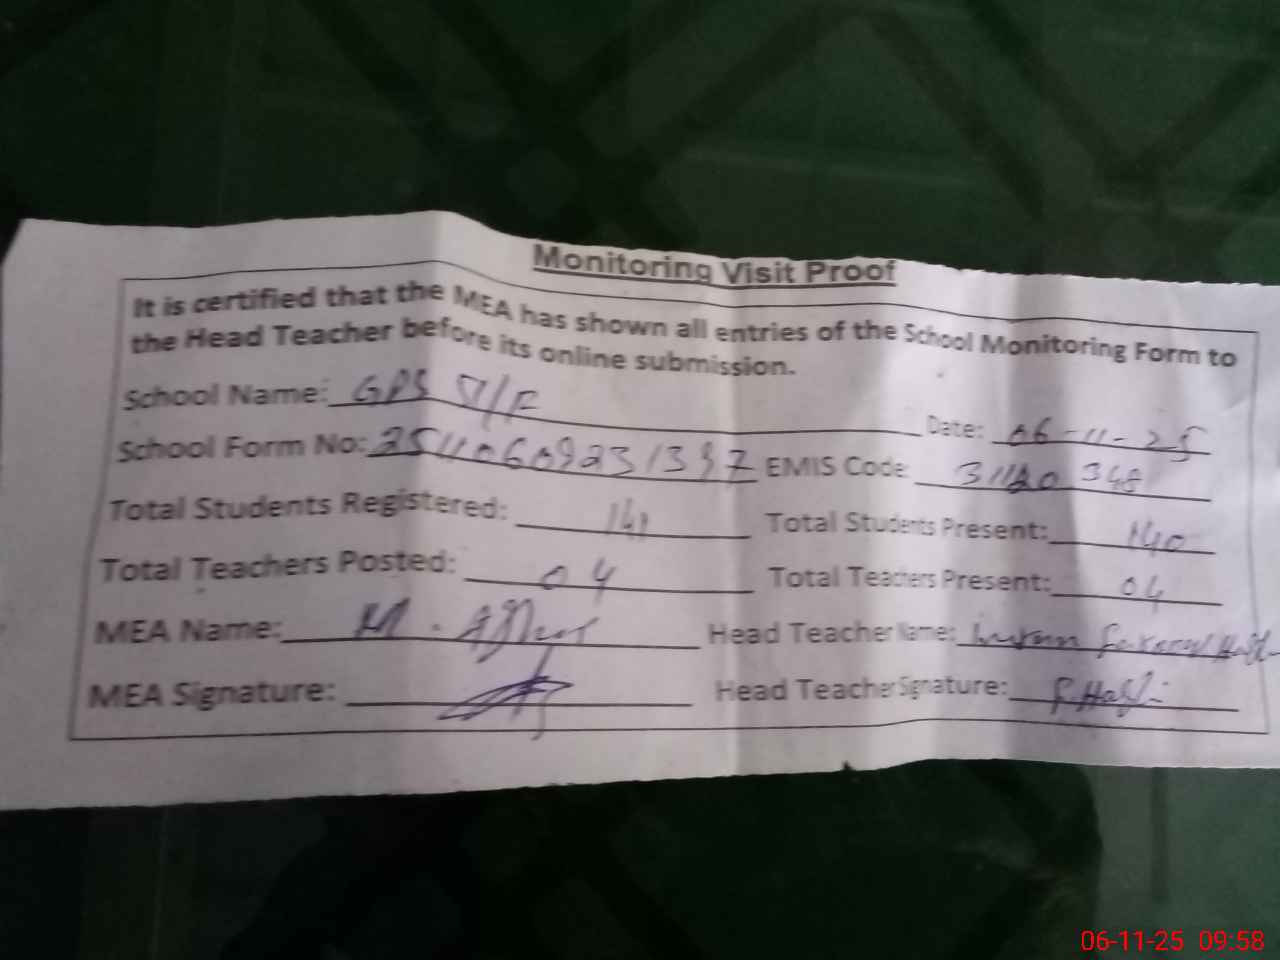 Monitoring Visit Proof
It is certified that the MEA has shown all entries of the School Monitoring Form to
the Head Teacher before its online submission.
School Name: GPS
Date: 06-11-25
School Form No: EMIS Code: 31120348
Total Students Registered: 141 Total Students Present: 140
Total Teachers Posted: 04 Total Teachers Present: 04
MEA Name: M. Head Teacher Name:
MEA Signature: Head Teacher Signature:
06-11-25 09:58